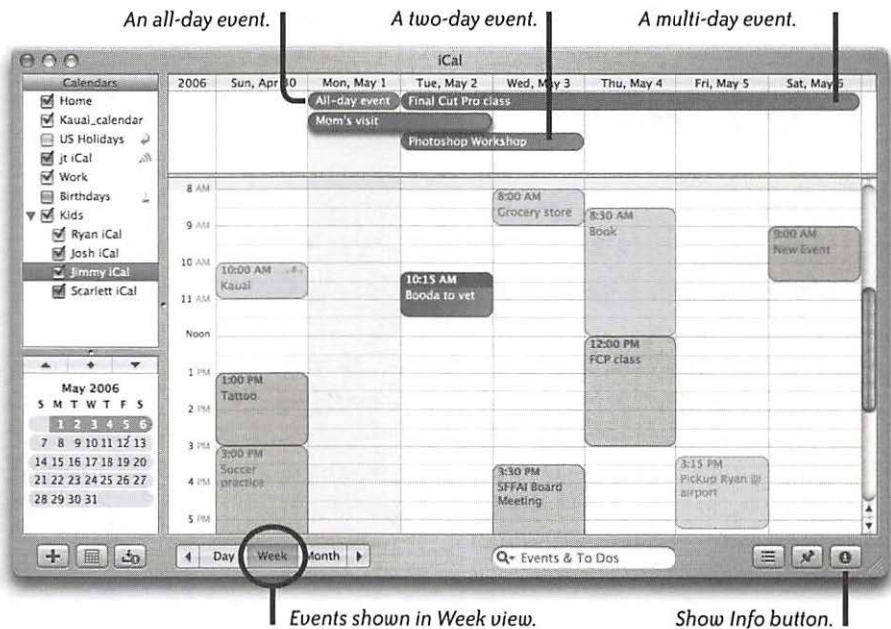 An all-day event.
A two-day event.
A multi-day event.
iCal
Calendars
Home
Kauai_calendar
US Holidays
jt iCal
Work
Birthdays
Kids
Ryan iCal
Josh iCal
Jimmy iCal
Scarlett iCal
2006 Sun, Apr 30 Mon, May 1 Tue, May 2 Wed, May 3 Thu, May 4 Fri, May 5 Sat, May 6
All-day event Final Cut Pro class
Mom's visit
Photoshop Workshop
8 AM
9 AM
10 AM
11 AM
Noon
1 PM
2 PM
3 PM
4 PM
5 PM
10:00 AM
Kauai
1:00 PM
Tattoo
3:00 PM
Soccer
practice
10:15 AM
Booda to vet
8:00 AM
Grocery store
3:30 PM
SFFAI Board
Meeting
8:30 AM
Book
12:00 PM
FCP class
3:15 PM
Pickup Ryan @
airport
9:00 AM
New Event
May 2006
S M T W T F S
1 2 3 4 5 6
7 8 9 10 11 12 13
14 15 16 17 18 19 20
21 22 23 24 25 26 27
28 29 30 31
Day Week Month
Events & To Dos
Events shown in Week view.
Show Info button.